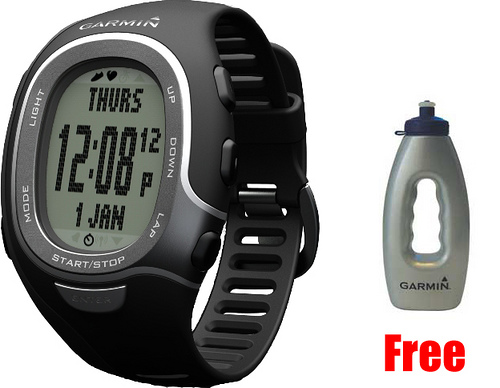 GARMIN
LIGHT
UP
THURS
12:08 12
P
MODE
DOWN
1 JAN
LAP
START/STOP
GARMIN
Free